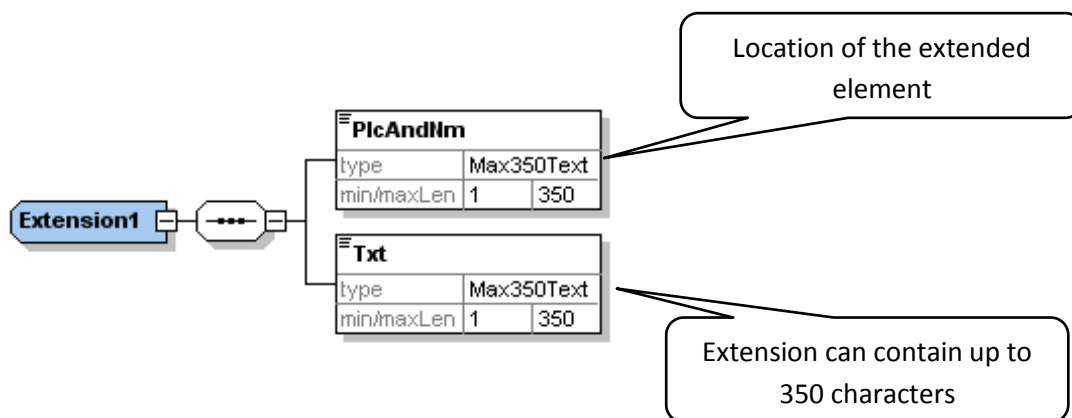 Location of the extended
element
PlcAndNm
type Max350Text
min/maxLen 1 350
Extension1
Txt
type Max350Text
min/maxLen 1 350
Extension can contain up to
350 characters